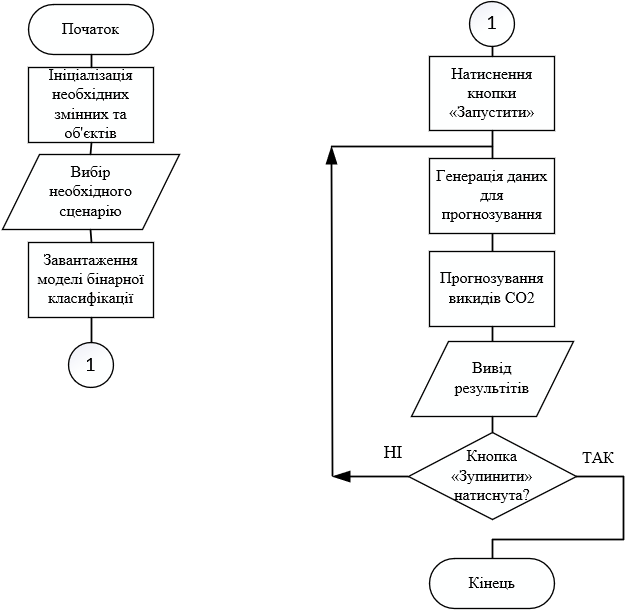 Початок
Ініціалізація
необхідних
змінних та
об'єктів
Вибір
необхідного
сценарію
Завантаження
моделі бінарної
класифікації
1
1
Натиснення
кнопки
«Запустити»
Генерація даних
для
прогнозування
Прогнозування
викидів CO2
Вивід
результітів
Кнопка
«Зупинити»
натиснута?
НІ
ТАК
Кінець